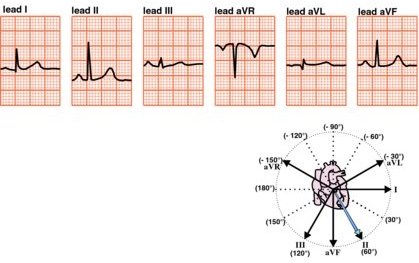 lead I lead II lead III lead aVR lead aVL lead aVF
(- 90°)
(- 120°) (- 60°)
(- 150°) (- 30°)
aVR aVL
(180°) I
(150°) (30°)
III aVF II
(120°) (60°)